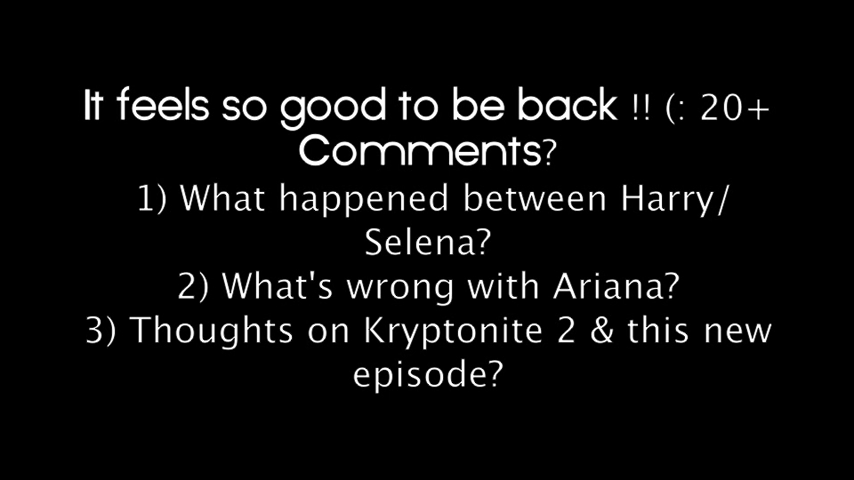 It feels so good to be back !! (: 20+
Comments?
1) What happened between Harry/
Selena?
2) What's wrong with Ariana?
3) Thoughts on Kryptonite 2 & this new
episode?